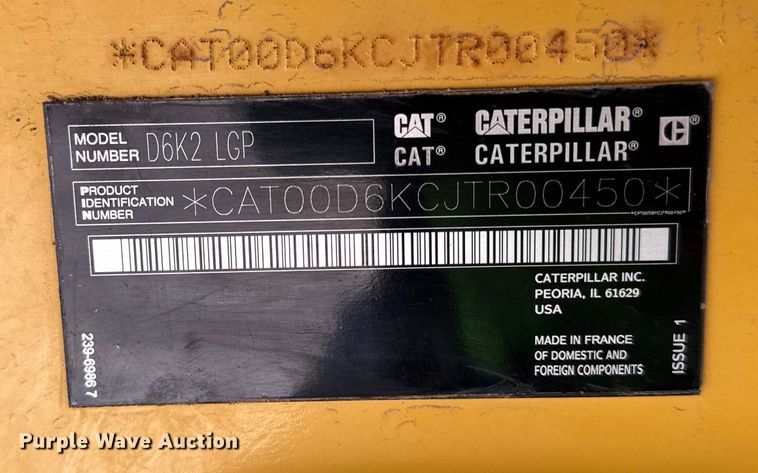 *CAT00D6KCJTR00450*
MODEL NUMBER D6K2 LGP
CAT® CATERPILLAR®
CAT® CATERPILLAR®
PRODUCT IDENTIFICATION NUMBER *CAT00D6KCJTR00450*
*CAT00D6KCJTR00450*
CATERPILLAR INC.
PEORIA, IL 61629
USA
MADE IN FRANCE
OF DOMESTIC AND
FOREIGN COMPONENTS
ISSUE 1
239-6986 7
Purple Wave Auction